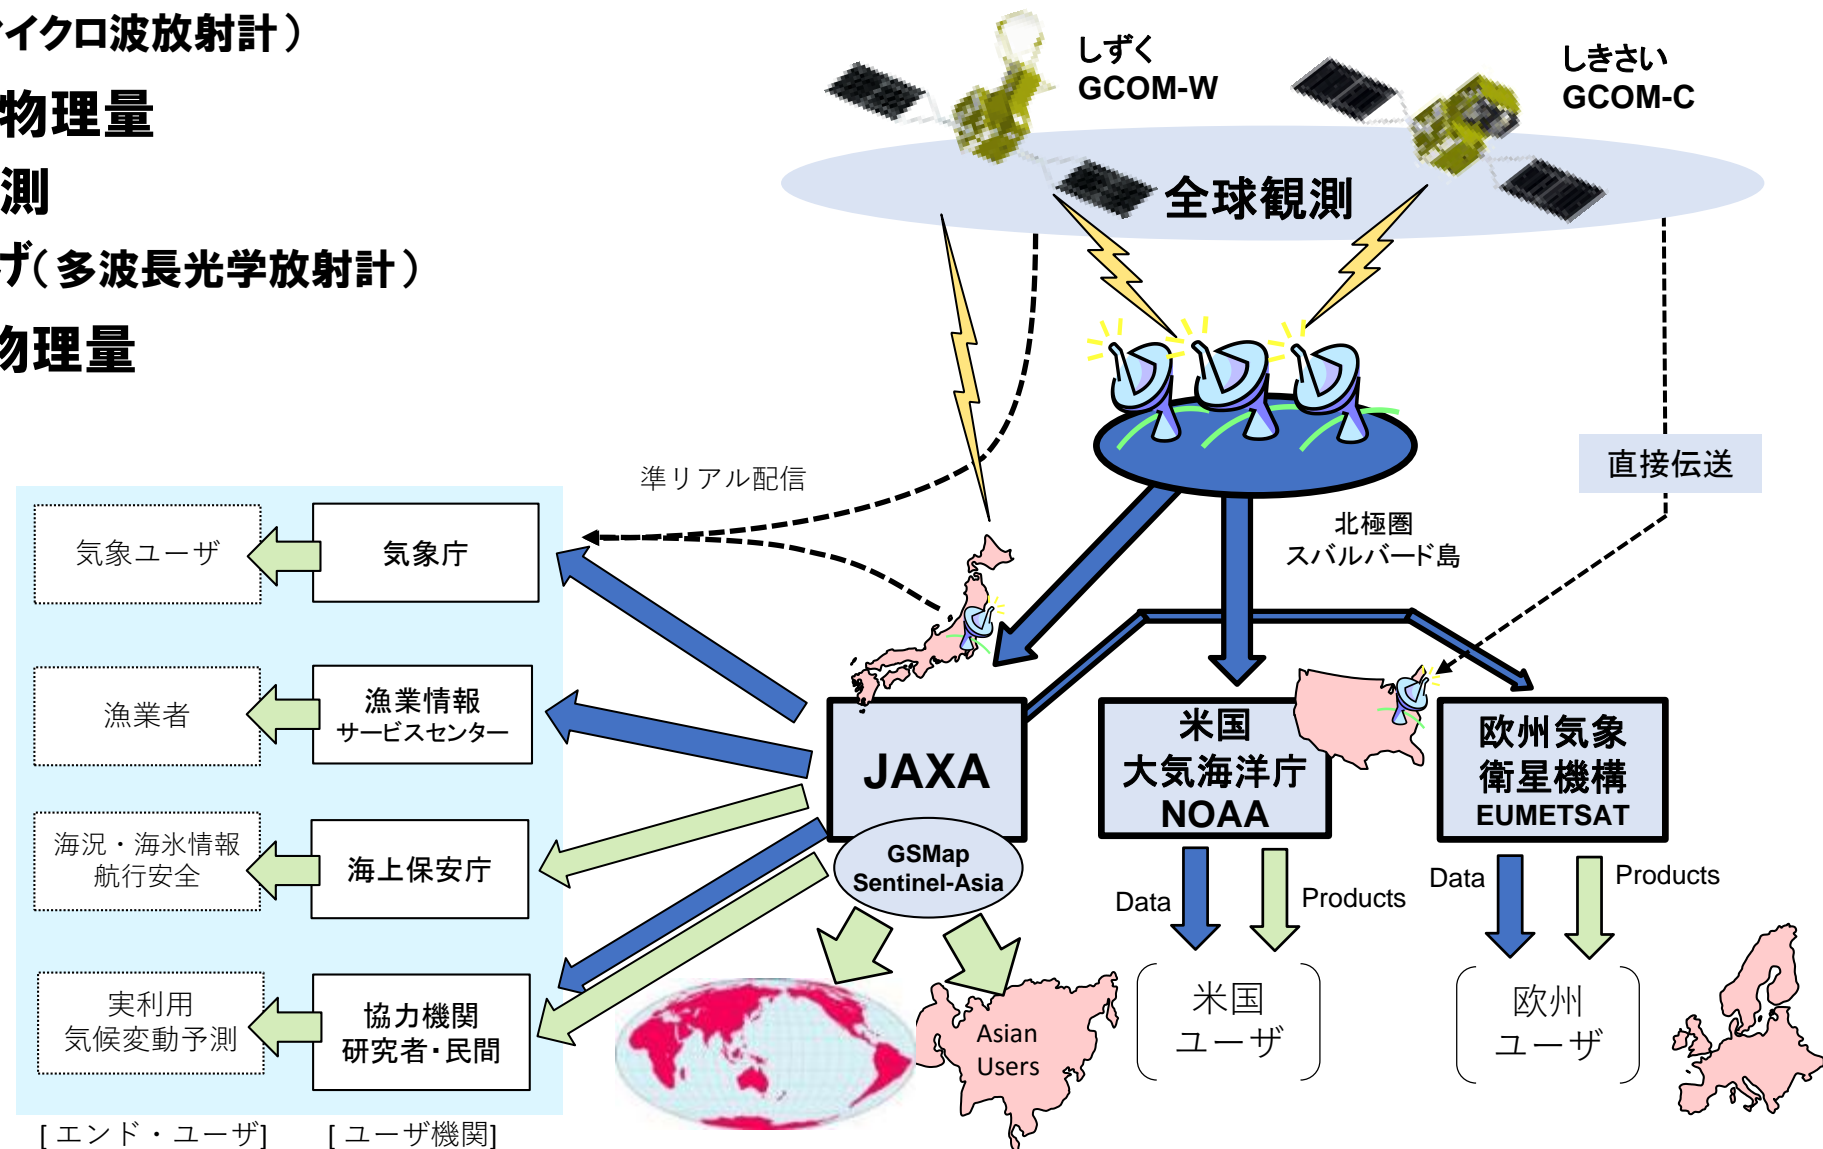 マイクロ波放射計）
物理量
測
げ（多波長光学放射計）
物理量
しずく
GCOM-W
しきさい
GCOM-C
全球観測
準リアル配信
直接伝送
北極圏
スバルバード島
気象ユーザ
気象庁
漁業者
漁業情報
サービスセンター
海況・海氷情報
航行安全
海上保安庁
実利用
気候変動予測
協力機関
研究者・民間
[エンド・ユーザ]
[ユーザ機関]
JAXA
GSMap
Sentinel-Asia
Asian
Users
米国
大気海洋庁
NOAA
Data
Products
米国
ユーザ
欧州気象
衛星機構
EUMETSAT
Data
Products
欧州
ユーザ